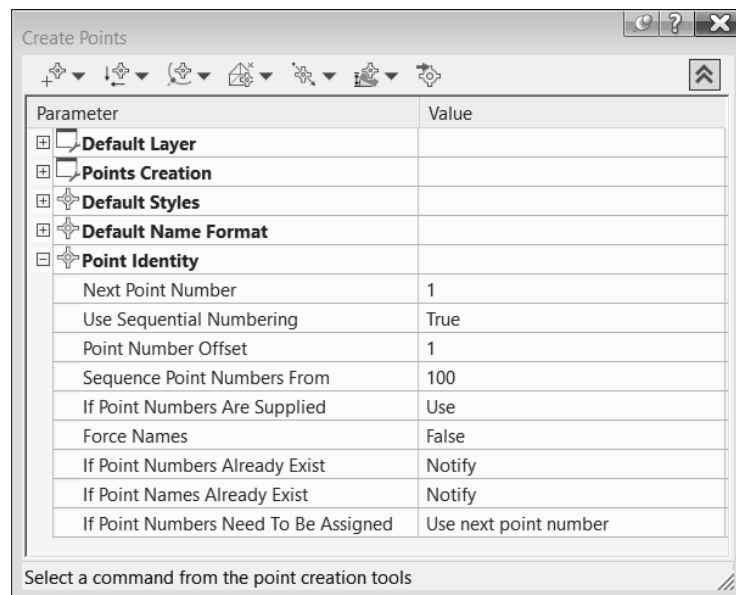 Create Points
Parameter Value
Default Layer
Points Creation
Default Styles
Default Name Format
Point Identity
Next Point Number 1
Use Sequential Numbering True
Point Number Offset 1
Sequence Point Numbers From 100
If Point Numbers Are Supplied Use
Force Names False
If Point Numbers Already Exist Notify
If Point Names Already Exist Notify
If Point Numbers Need To Be Assigned Use next point number
Select a command from the point creation tools